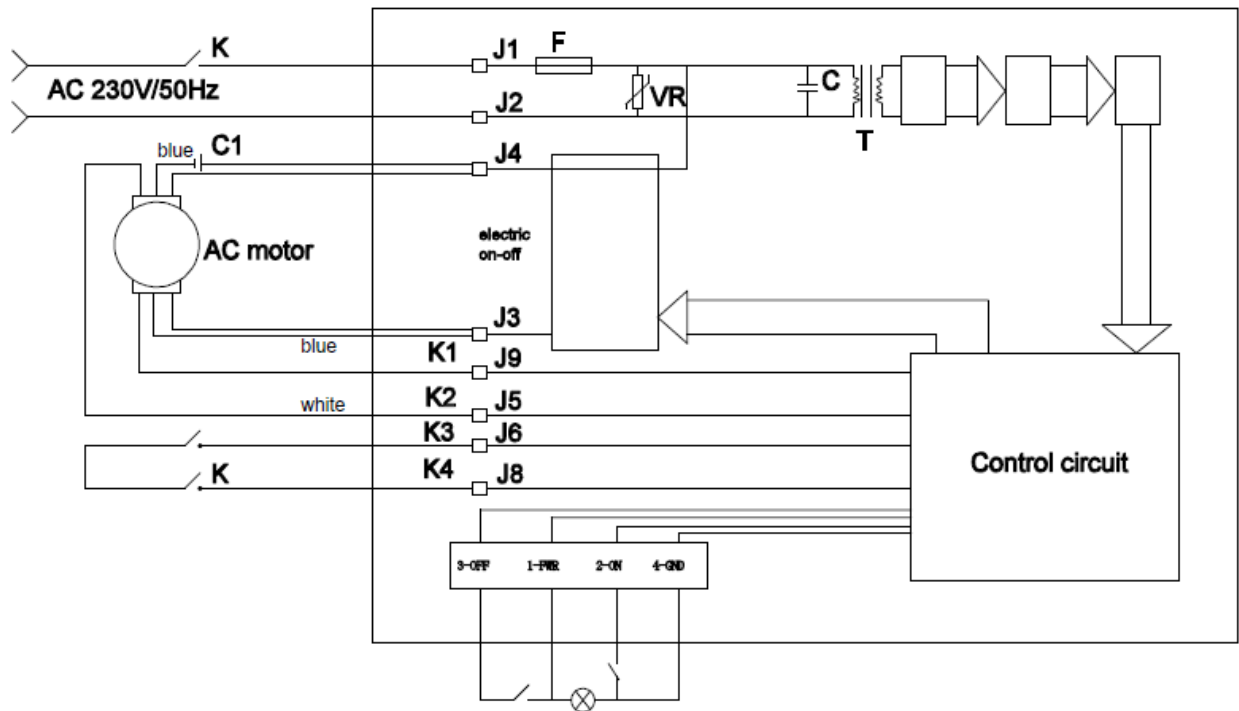 K
J1
F
AC 230V/50Hz
J2
VR
C
T
blue
C1
J4
AC motor
electric
on-off
J3
blue
K1
J9
white
K2
J5
K3
J6
K
K4
J8
Control circuit
3-OFF
1-PWR
2-ON
4-GND